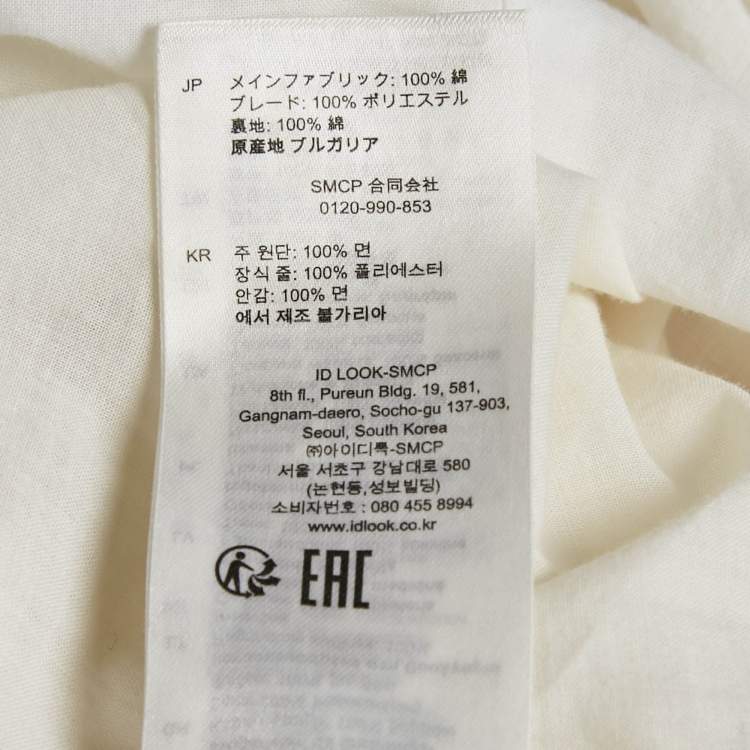 JP メインファブリック: 100% 綿
ブレード: 100% ポリエステル
裏地: 100% 綿
原産地 ブルガリア
SMCP 合同会社
0120-990-853
KR 주 원단: 100% 면
장식 줄: 100% 폴리에스터
안감: 100% 면
에서 제조 불가리아
ID LOOK-SMCP
8th fl., Pureun Bldg. 19, 581,
Gangnam-daero, Socho-gu 137-903,
Seoul, South Korea
㈜아이디룩-SMCP
서울 서초구 강남대로 580
(논현동,성보빌딩)
소비자번호 : 080 455 8994
www.idlook.co.kr
EAC